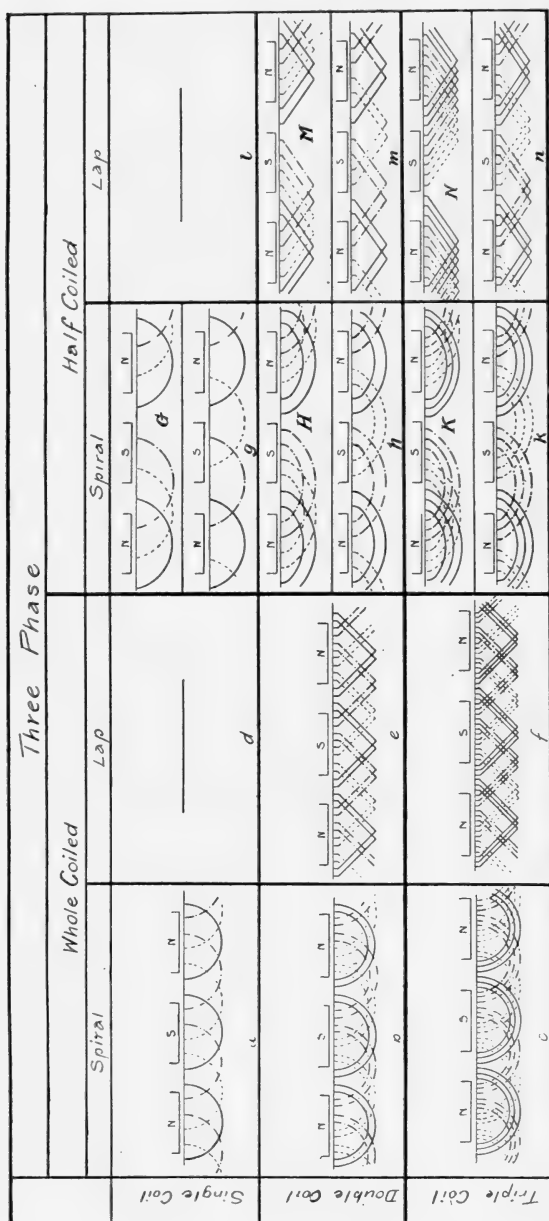 Three Phase
Whole Coiled
Half Coiled
Spiral
Lap
Spiral
Lap
Single Coil
N S N
a
d
N S N
G
N S N
g
l
Double Coil
N S N
b
N S N
e
N S N
H
N S N
h
N S N
M
N S N
m
Triple Coil
N S N
c
N S N
f
N S N
K
N S N
k
N S N
N
N S N
n